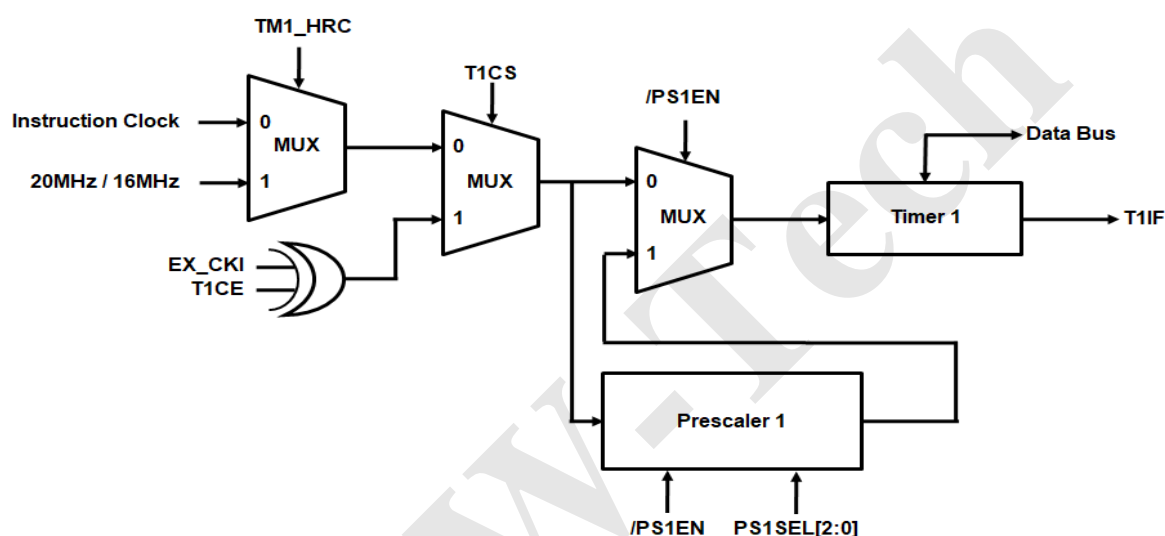 TM1_HRC
T1CS
/PS1EN
Instruction Clock
0
MUX
20MHz / 16MHz
1
0
MUX
1
EX_CKI
T1CE
0
MUX
1
Data Bus
Timer 1
T1IF
Prescaler 1
/PS1EN
PS1SEL[2:0]
W-Tech